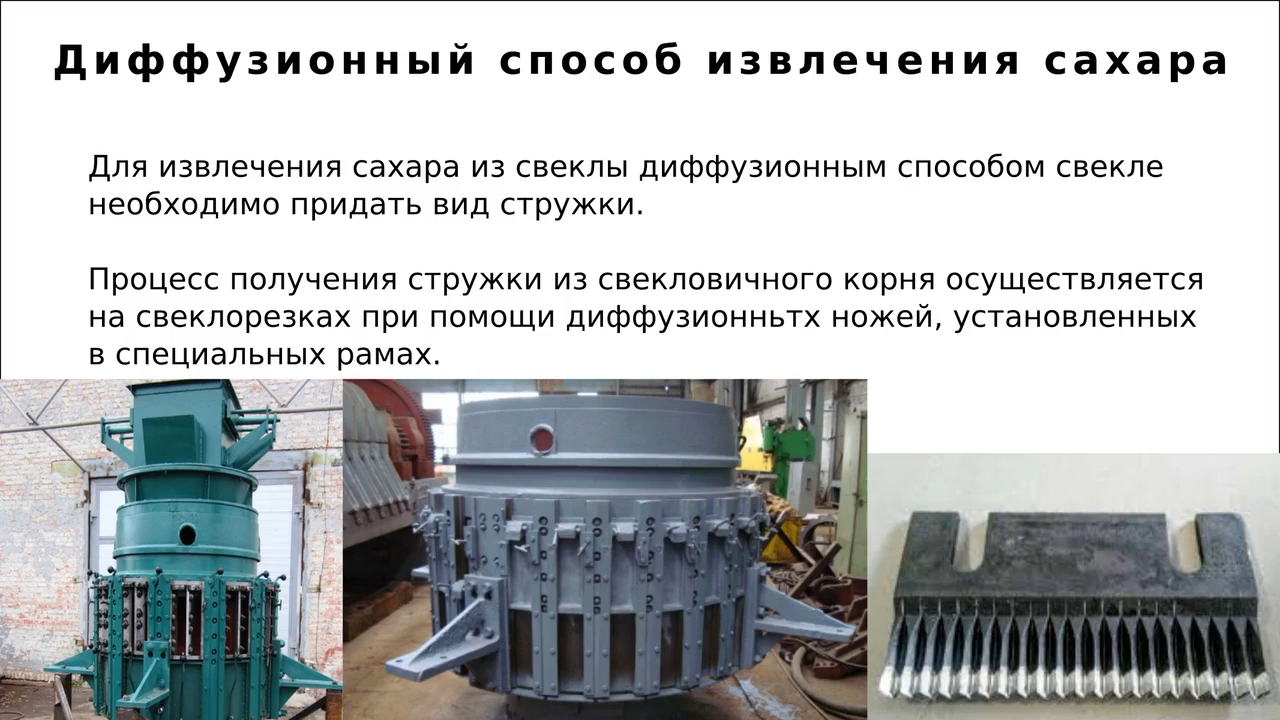 Диффузионный способ извлечения сахара
Для извлечения сахара из свеклы диффузионным способом свекле
необходимо придать вид стружки.
Процесс получения стружки из свекловичного корня осуществляется
на свеклорезках при помощи диффузионньтх ножей, установленных
в специальных рамах.